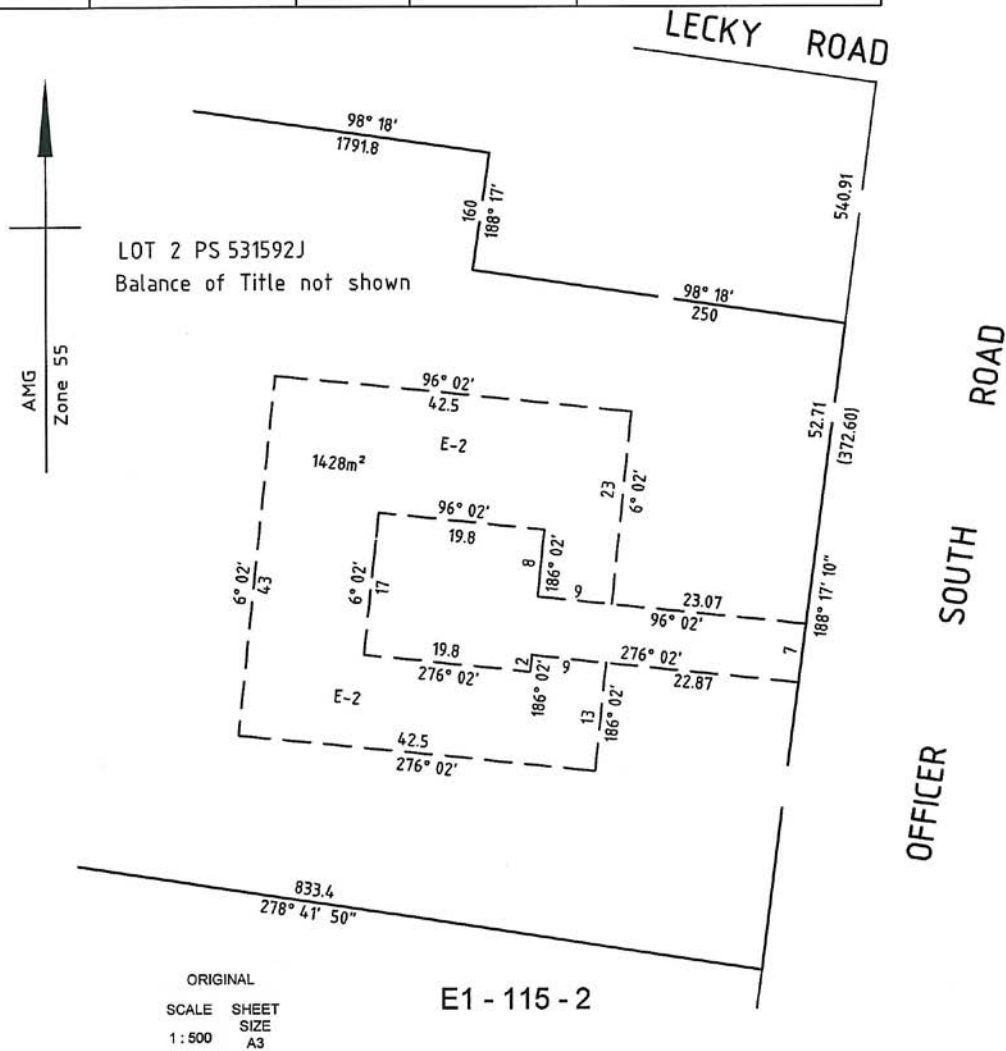 LECKY ROAD
98° 18'
1791.8
160
188° 17'
540.91
LOT 2 PS 531592J
Balance of Title not shown
98° 18'
250
AMG
Zone 55
ROAD
96° 02'
42.5
52.71
(372.60)
E-2
1428m²
23
6° 02'
96° 02'
19.8
8
186° 02'
6° 02'
43
6° 02'
17
9
23.07
96° 02'
188° 17' 10"
SOUTH
19.8
276° 02'
2
186° 02'
9
276° 02'
22.87
7
E-2
13
186° 02'
42.5
276° 02'
OFFICER
833.4
278° 41' 50"
ORIGINAL
SCALE SHEET
SIZE
1 : 500 A3
E1 - 115 - 2